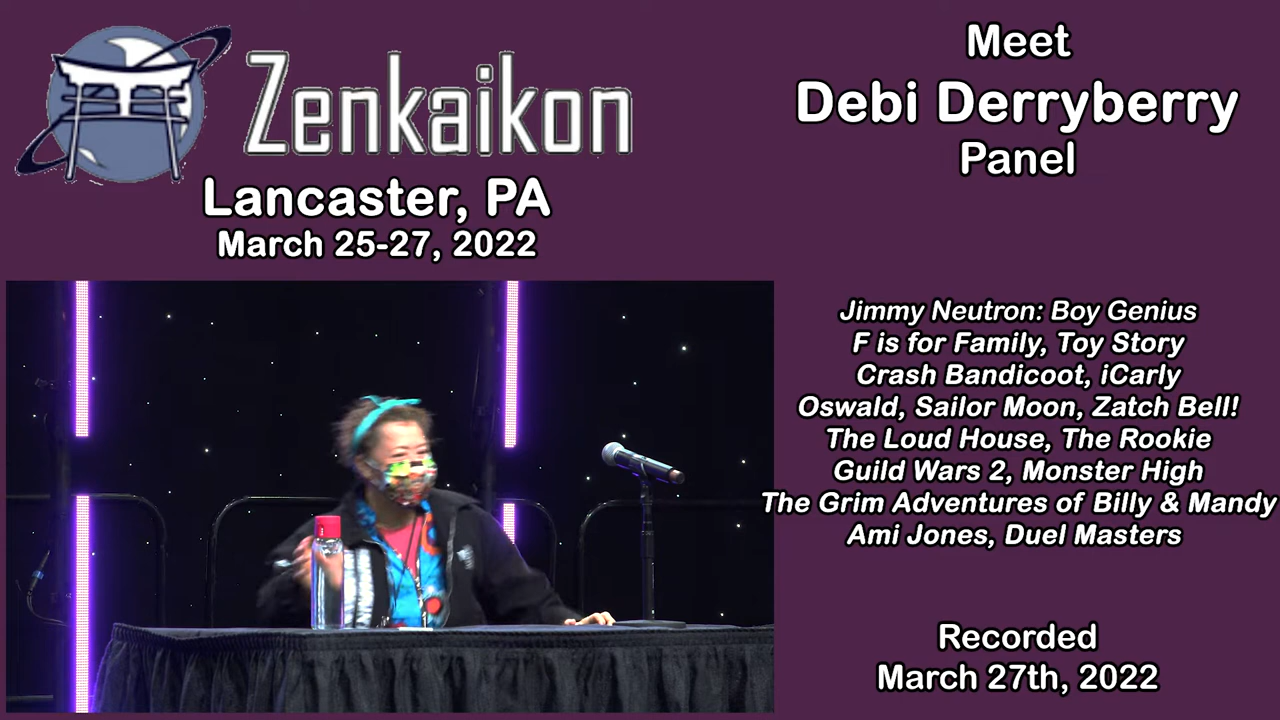 Zenkaikon
Lancaster, PA
March 25-27, 2022
Meet
Debi Derryberry
Panel
Jimmy Neutron: Boy Genius
F is for Family, Toy Story
Crash Bandicoot, iCarly
Oswald, Sailor Moon, Zatch Bell!
The Loud House, The Rookie
Guild Wars 2, Monster High
The Grim Adventures of Billy & Mandy
Ami Jones, Duel Masters
Recorded
March 27th, 2022